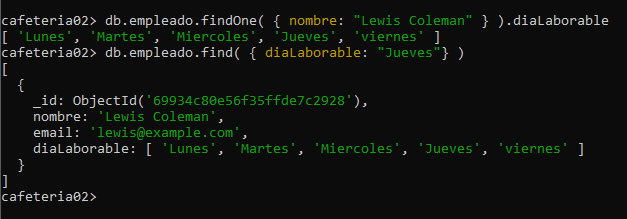 cafeteria02> db.empleado.findOne( { nombre: "Lewis Coleman" } ).diaLaborable
[ 'Lunes', 'Martes', 'Miercoles', 'Jueves', 'viernes' ]
cafeteria02> db.empleado.find( { diaLaborable: "Jueves"} )
[
  {
    _id: ObjectId('69934c80e56f35ffde7c2928'),
    nombre: 'Lewis Coleman',
    email: 'lewis@example.com',
    diaLaborable: [ 'Lunes', 'Martes', 'Miercoles', 'Jueves', 'viernes' ]
  }
]
cafeteria02>